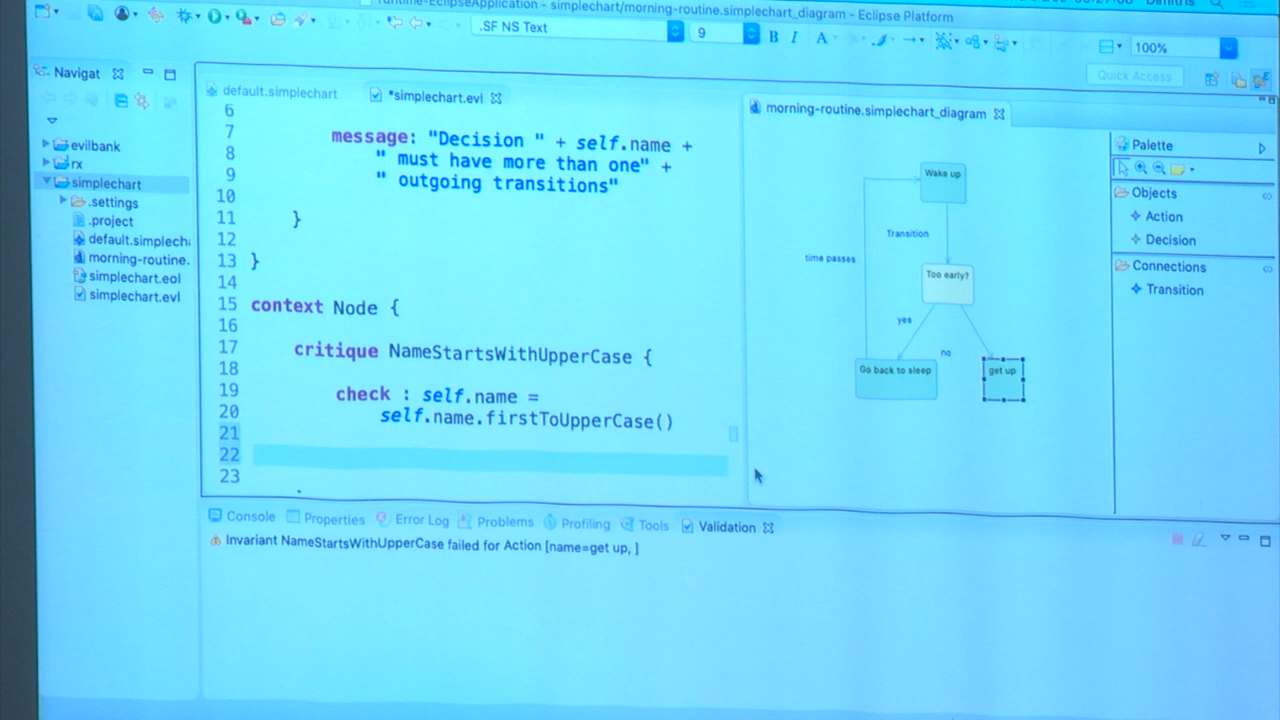 runtime-EclipseApplication - simplechart/morning-routine.simplechart_diagram - Eclipse Platform
.SF NS Text
9
B I A
100%
Quick Access
Navigat
evilbank
rx
simplechart
.settings
.project
default.simplech
morning-routine.
simplechart.eol
simplechart.evl
default.simplechart
*simplechart.evl
6
7 message: "Decision " + self.name +
8 " must have more than one" +
9 " outgoing transitions"
10
11 }
12
13 }
14
15 context Node {
16
17 critique NameStartsWithUpperCase {
18
19 check : self.name =
20 self.name.firstToUpperCase()
21
22
23
morning-routine.simplechart_diagram
Wake up
Transition
time passes
Too early?
yes
no
Go back to sleep
get up
Palette
Objects
Action
Decision
Connections
Transition
Console
Properties
Error Log
Problems
Profiling
Tools
Validation
Invariant NameStartsWithUpperCase failed for Action [name=get up, ]